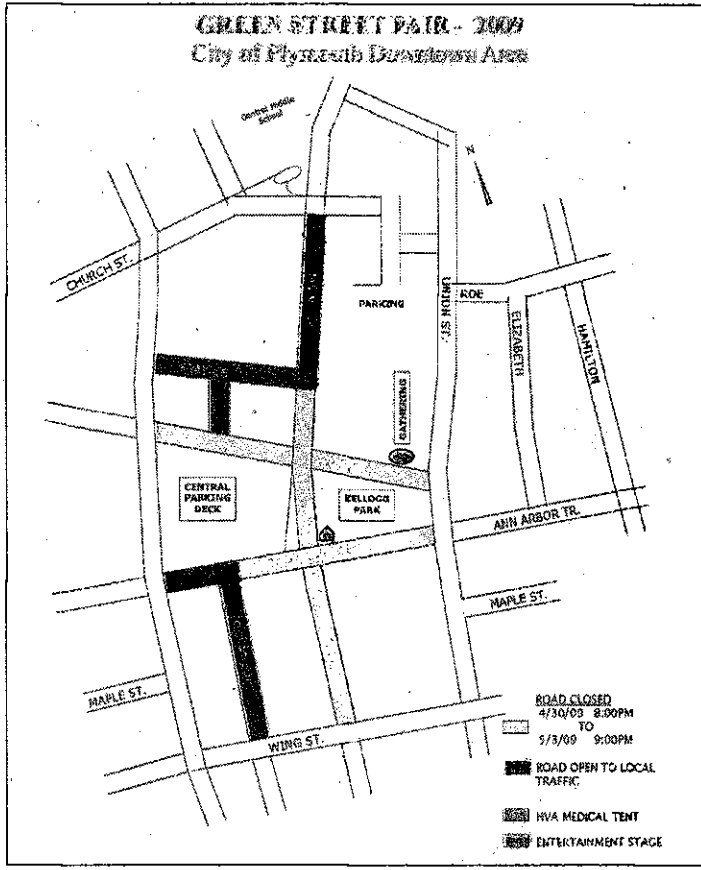 GREEN STREET FAIR - 2009
City of Plymouth Downtown Area
Central Middle
School
N
CHURCH ST.
PARKING
UNION ST.
ROE
ELIZABETH
HAMILTON
GATHERING
CENTRAL
PARKING
DECK
KELLOGG
PARK
ANN ARBOR TR.
MAPLE ST.
MAPLE ST.
WING ST.
ROAD CLOSED
4/30/09 8:00PM
TO
5/3/09 9:00PM
ROAD OPEN TO LOCAL
TRAFFIC
HVA MEDICAL TENT
ENTERTAINMENT STAGE